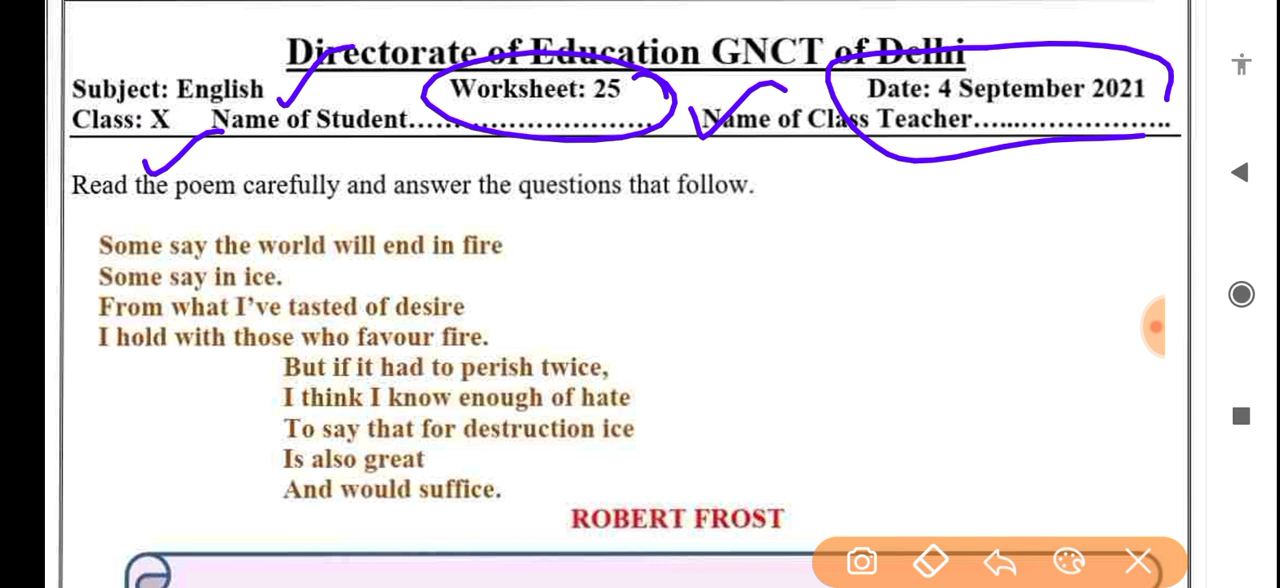 Directorate of Education GNCT of Delhi
Subject: English Worksheet: 25 Date: 4 September 2021
Class: X Name of Student................................. Name of Class Teacher.........................
Read the poem carefully and answer the questions that follow.
Some say the world will end in fire
Some say in ice.
From what I’ve tasted of desire
I hold with those who favour fire.
But if it had to perish twice,
I think I know enough of hate
To say that for destruction ice
Is also great
And would suffice.
ROBERT FROST